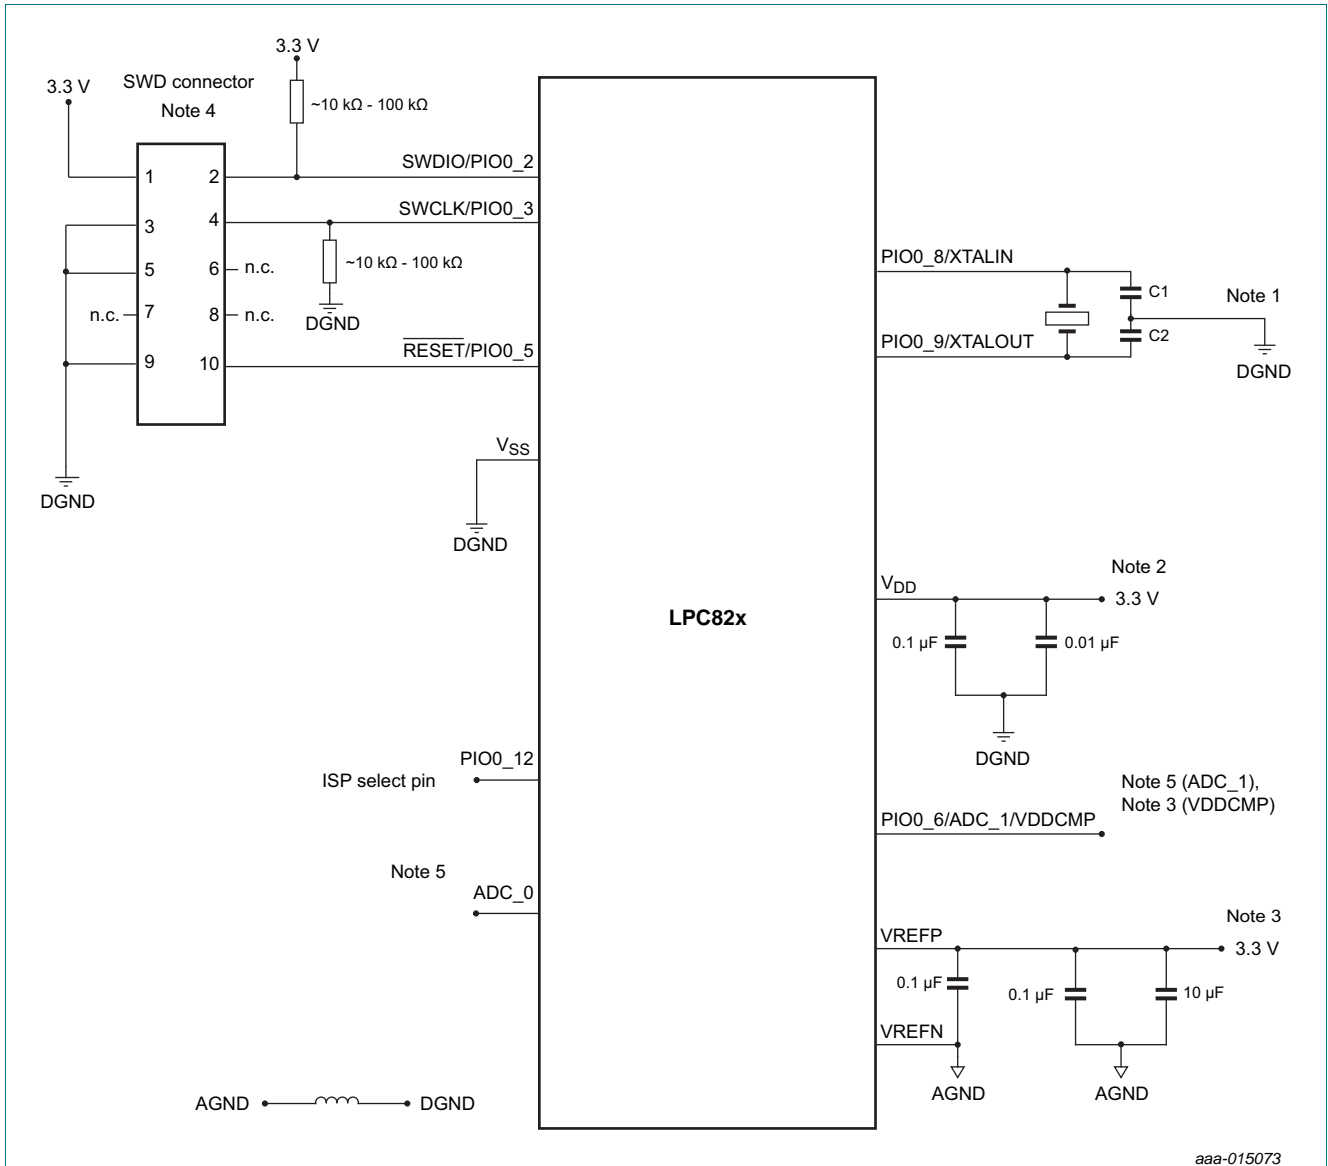 3.3 V
3.3 V
SWD connector
Note 4
~10 kΩ - 100 kΩ
1
2
SWDIO/PIO0_2
3
4
SWCLK/PIO0_3
5
6
n.c.
~10 kΩ - 100 kΩ
n.c.
7
8
n.c.
DGND
9
10
RESET/PIO0_5
DGND
VSS
DGND
LPC82x
PIO0_12
ISP select pin
Note 5
ADC_0
AGND
DGND
PIO0_8/XTALIN
C1
Note 1
PIO0_9/XTALOUT
C2
DGND
VDD
Note 2
3.3 V
0.1 µF
0.01 µF
DGND
Note 5 (ADC_1),
Note 3 (VDDCMP)
PIO0_6/ADC_1/VDDCMP
Note 3
VREFP
3.3 V
0.1 µF
0.1 µF
10 µF
VREFN
AGND
AGND
aaa-015073